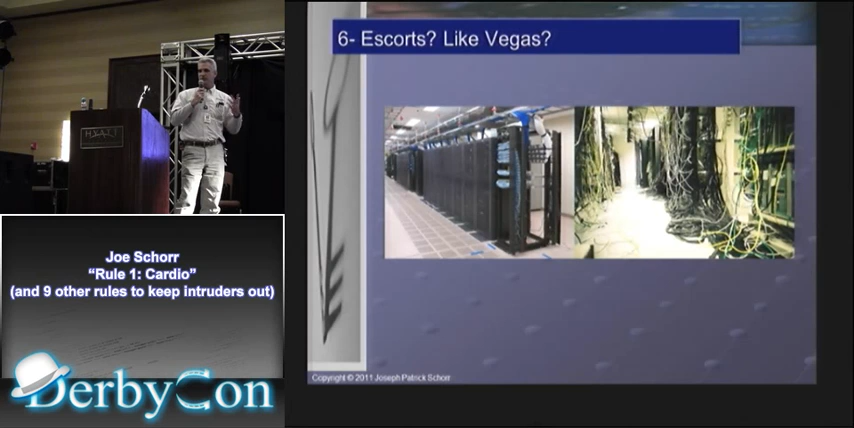 HYATT
6- Escorts? Like Vegas?
Joe Schorr
“Rule 1: Cardio”
(and 9 other rules to keep intruders out)
DerbyCon
Copyright © 2011 Joseph Patrick Schorr